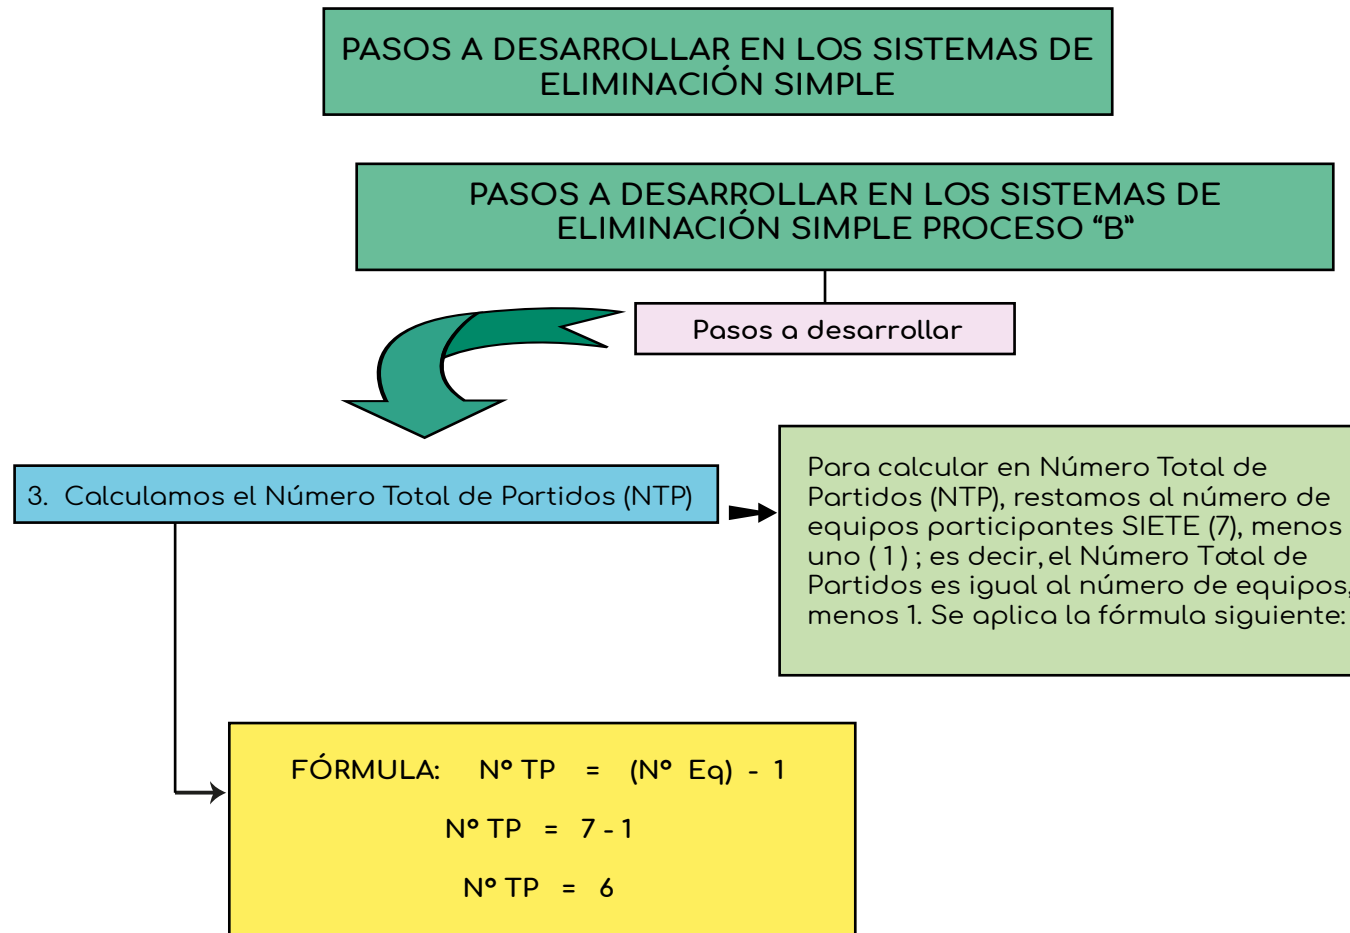 PASOS A DESARROLLAR EN LOS SISTEMAS DE
ELIMINACIÓN SIMPLE
PASOS A DESARROLLAR EN LOS SISTEMAS DE
ELIMINACIÓN SIMPLE PROCESO “B”
Pasos a desarrollar
3. Calculamos el Número Total de Partidos (NTP)
Para calcular en Número Total de
Partidos (NTP), restamos al número de
equipos participantes SIETE (7), menos
uno ( 1 ) ; es decir, el Número Total de
Partidos es igual al número de equipos,
menos 1. Se aplica la fórmula siguiente:
FÓRMULA: Nº TP = (Nº Eq) - 1
Nº TP = 7 - 1
Nº TP = 6